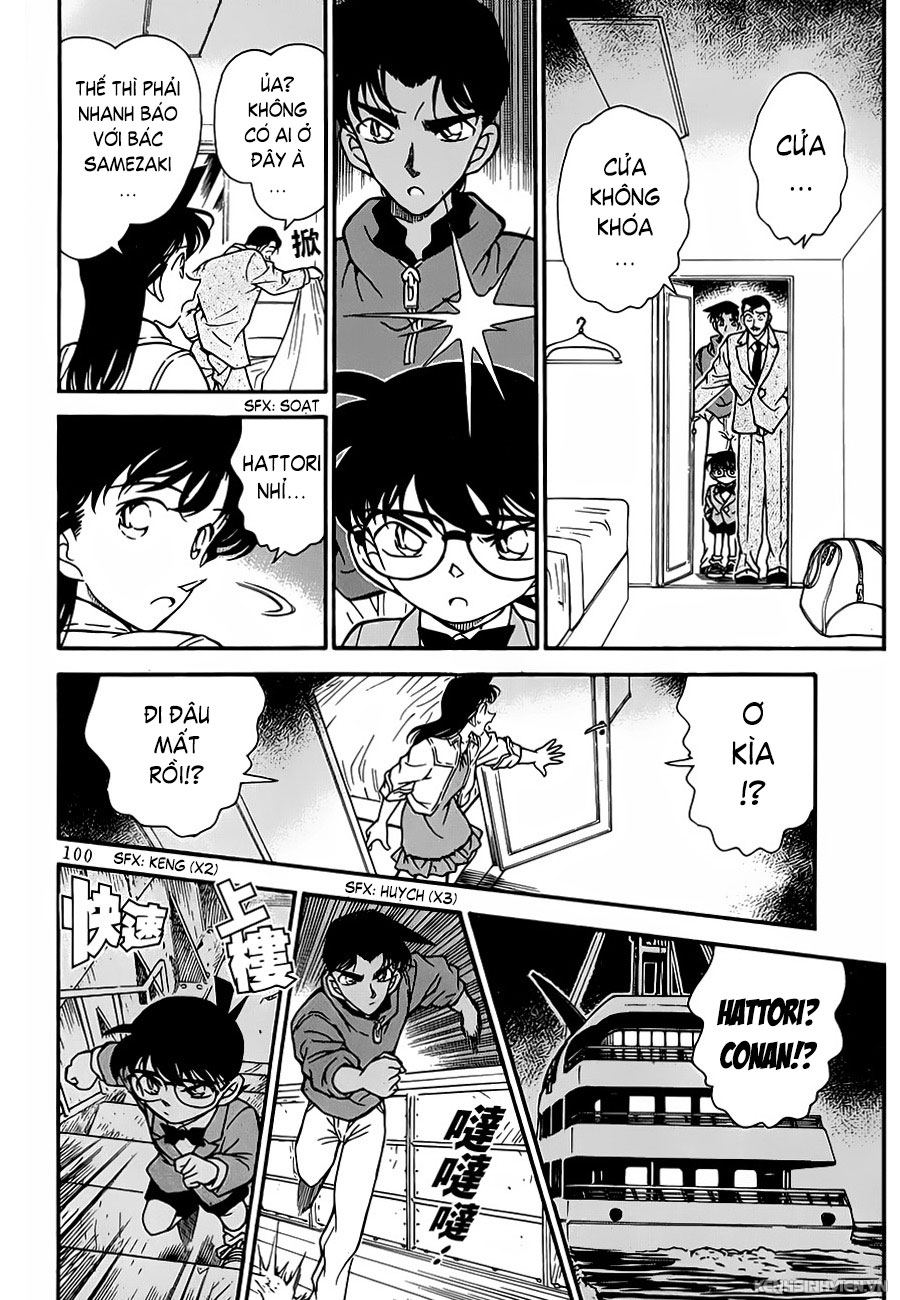 CỬA
...
CỬA
KHÔNG
KHÓA
...
ỦA?
KHÔNG
CÓ AI Ở
ĐÂY À
...
THẾ THÌ PHẢI
NHANH BÁO
VỚI BÁC
SAMEZAKI
...
掀
SFX: SOẠT
HATTORI
NHỈ...
Ơ
KÌA
!?
ĐI ĐÂU
MẤT
RỒI!?
100
SFX: KENG (X2)
SFX: HUỴCH (X3)
HATTORI?
CONAN!?
噠噠噠!
上樓
快速